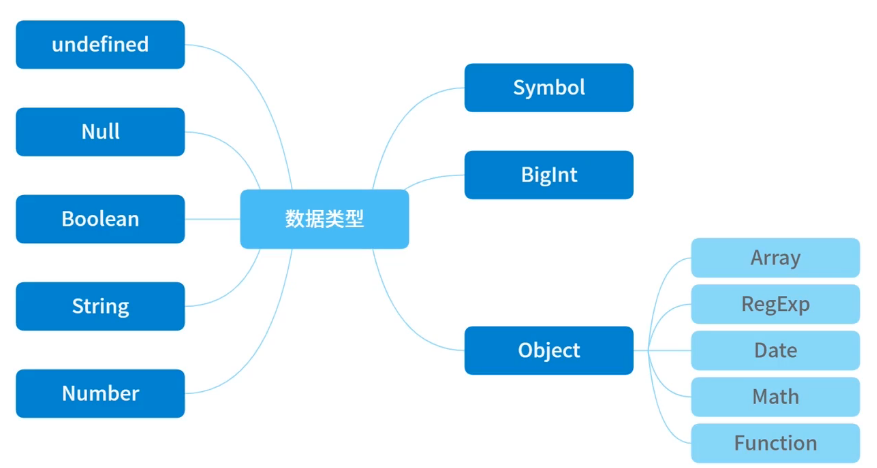 undefined
Null
Boolean
String
Number
数据类型
Symbol
BigInt
Object
Array
RegExp
Date
Math
Function